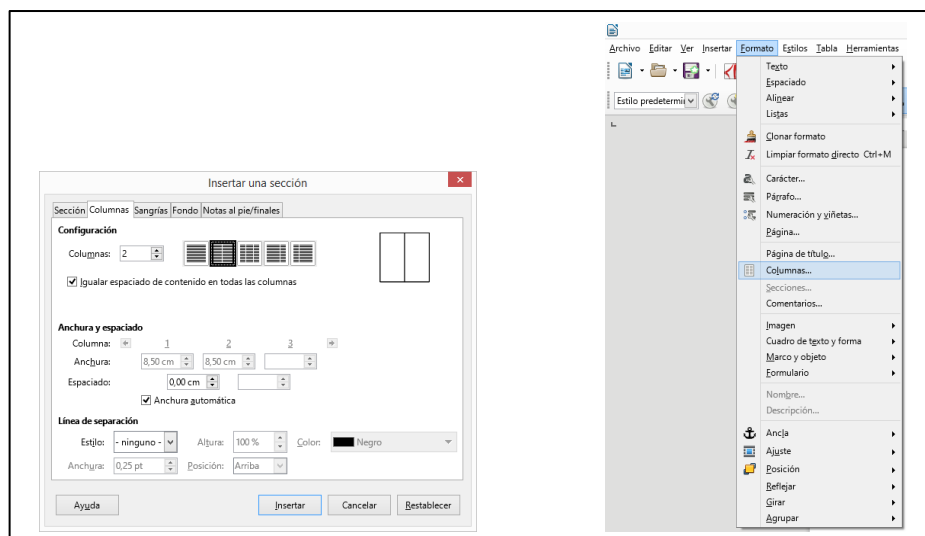 Insertar una sección
Sección Columnas Sangrías Fondo Notas al pie/finales
Configuración
Columnas: 2
Igualar espaciado de contenido en todas las columnas
Anchura y espaciado
Columna: 1 2 3
Anchura: 8,50 cm 8,50 cm
Espaciado: 0,00 cm
Anchura automática
Línea de separación
Estilo: - ninguno - Altura: 100 % Color: Negro
Anchura: 0,25 pt Posición: Arriba
Ayuda Insertar Cancelar Restablecer
Archivo Editar Ver Insertar Formato Estilos Tabla Herramientas
Estilo predetermi
Texto
Espaciado
Alinear
Listas
Clonar formato
Limpiar formato directo Ctrl+M
Carácter...
Párrafo...
Numeración y viñetas...
Página...
Página de título...
Columnas...
Secciones...
Comentarios...
Imagen
Cuadro de texto y forma
Marco y objeto
Formulario
Nombre...
Descripción...
Ancla
Ajuste
Posición
Reflejar
Girar
Agrupar